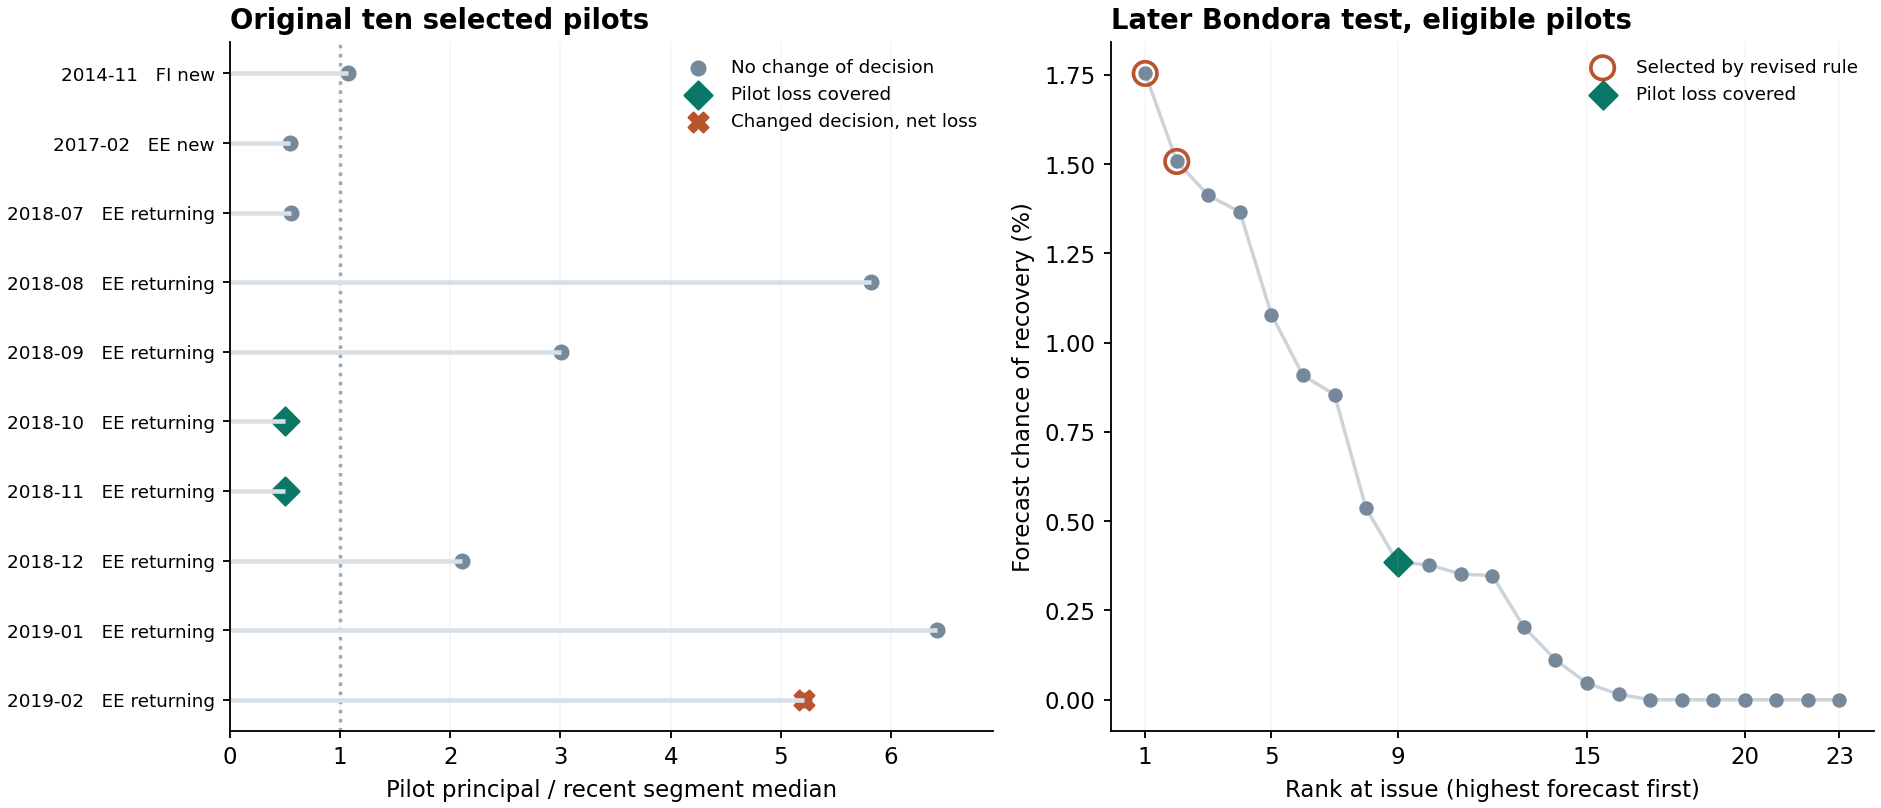 Original ten selected pilots
2014-11 FI new
2017-02 EE new
2018-07 EE returning
2018-08 EE returning
2018-09 EE returning
2018-10 EE returning
2018-11 EE returning
2018-12 EE returning
2019-01 EE returning
2019-02 EE returning
No change of decision
Pilot loss covered
Changed decision, net loss
0 1 2 3 4 5 6
Pilot principal / recent segment median
Later Bondora test, eligible pilots
Forecast chance of recovery (%)
1.75
1.50
1.25
1.00
0.75
0.50
0.25
0.00
Selected by revised rule
Pilot loss covered
1 5 9 15 20 23
Rank at issue (highest forecast first)